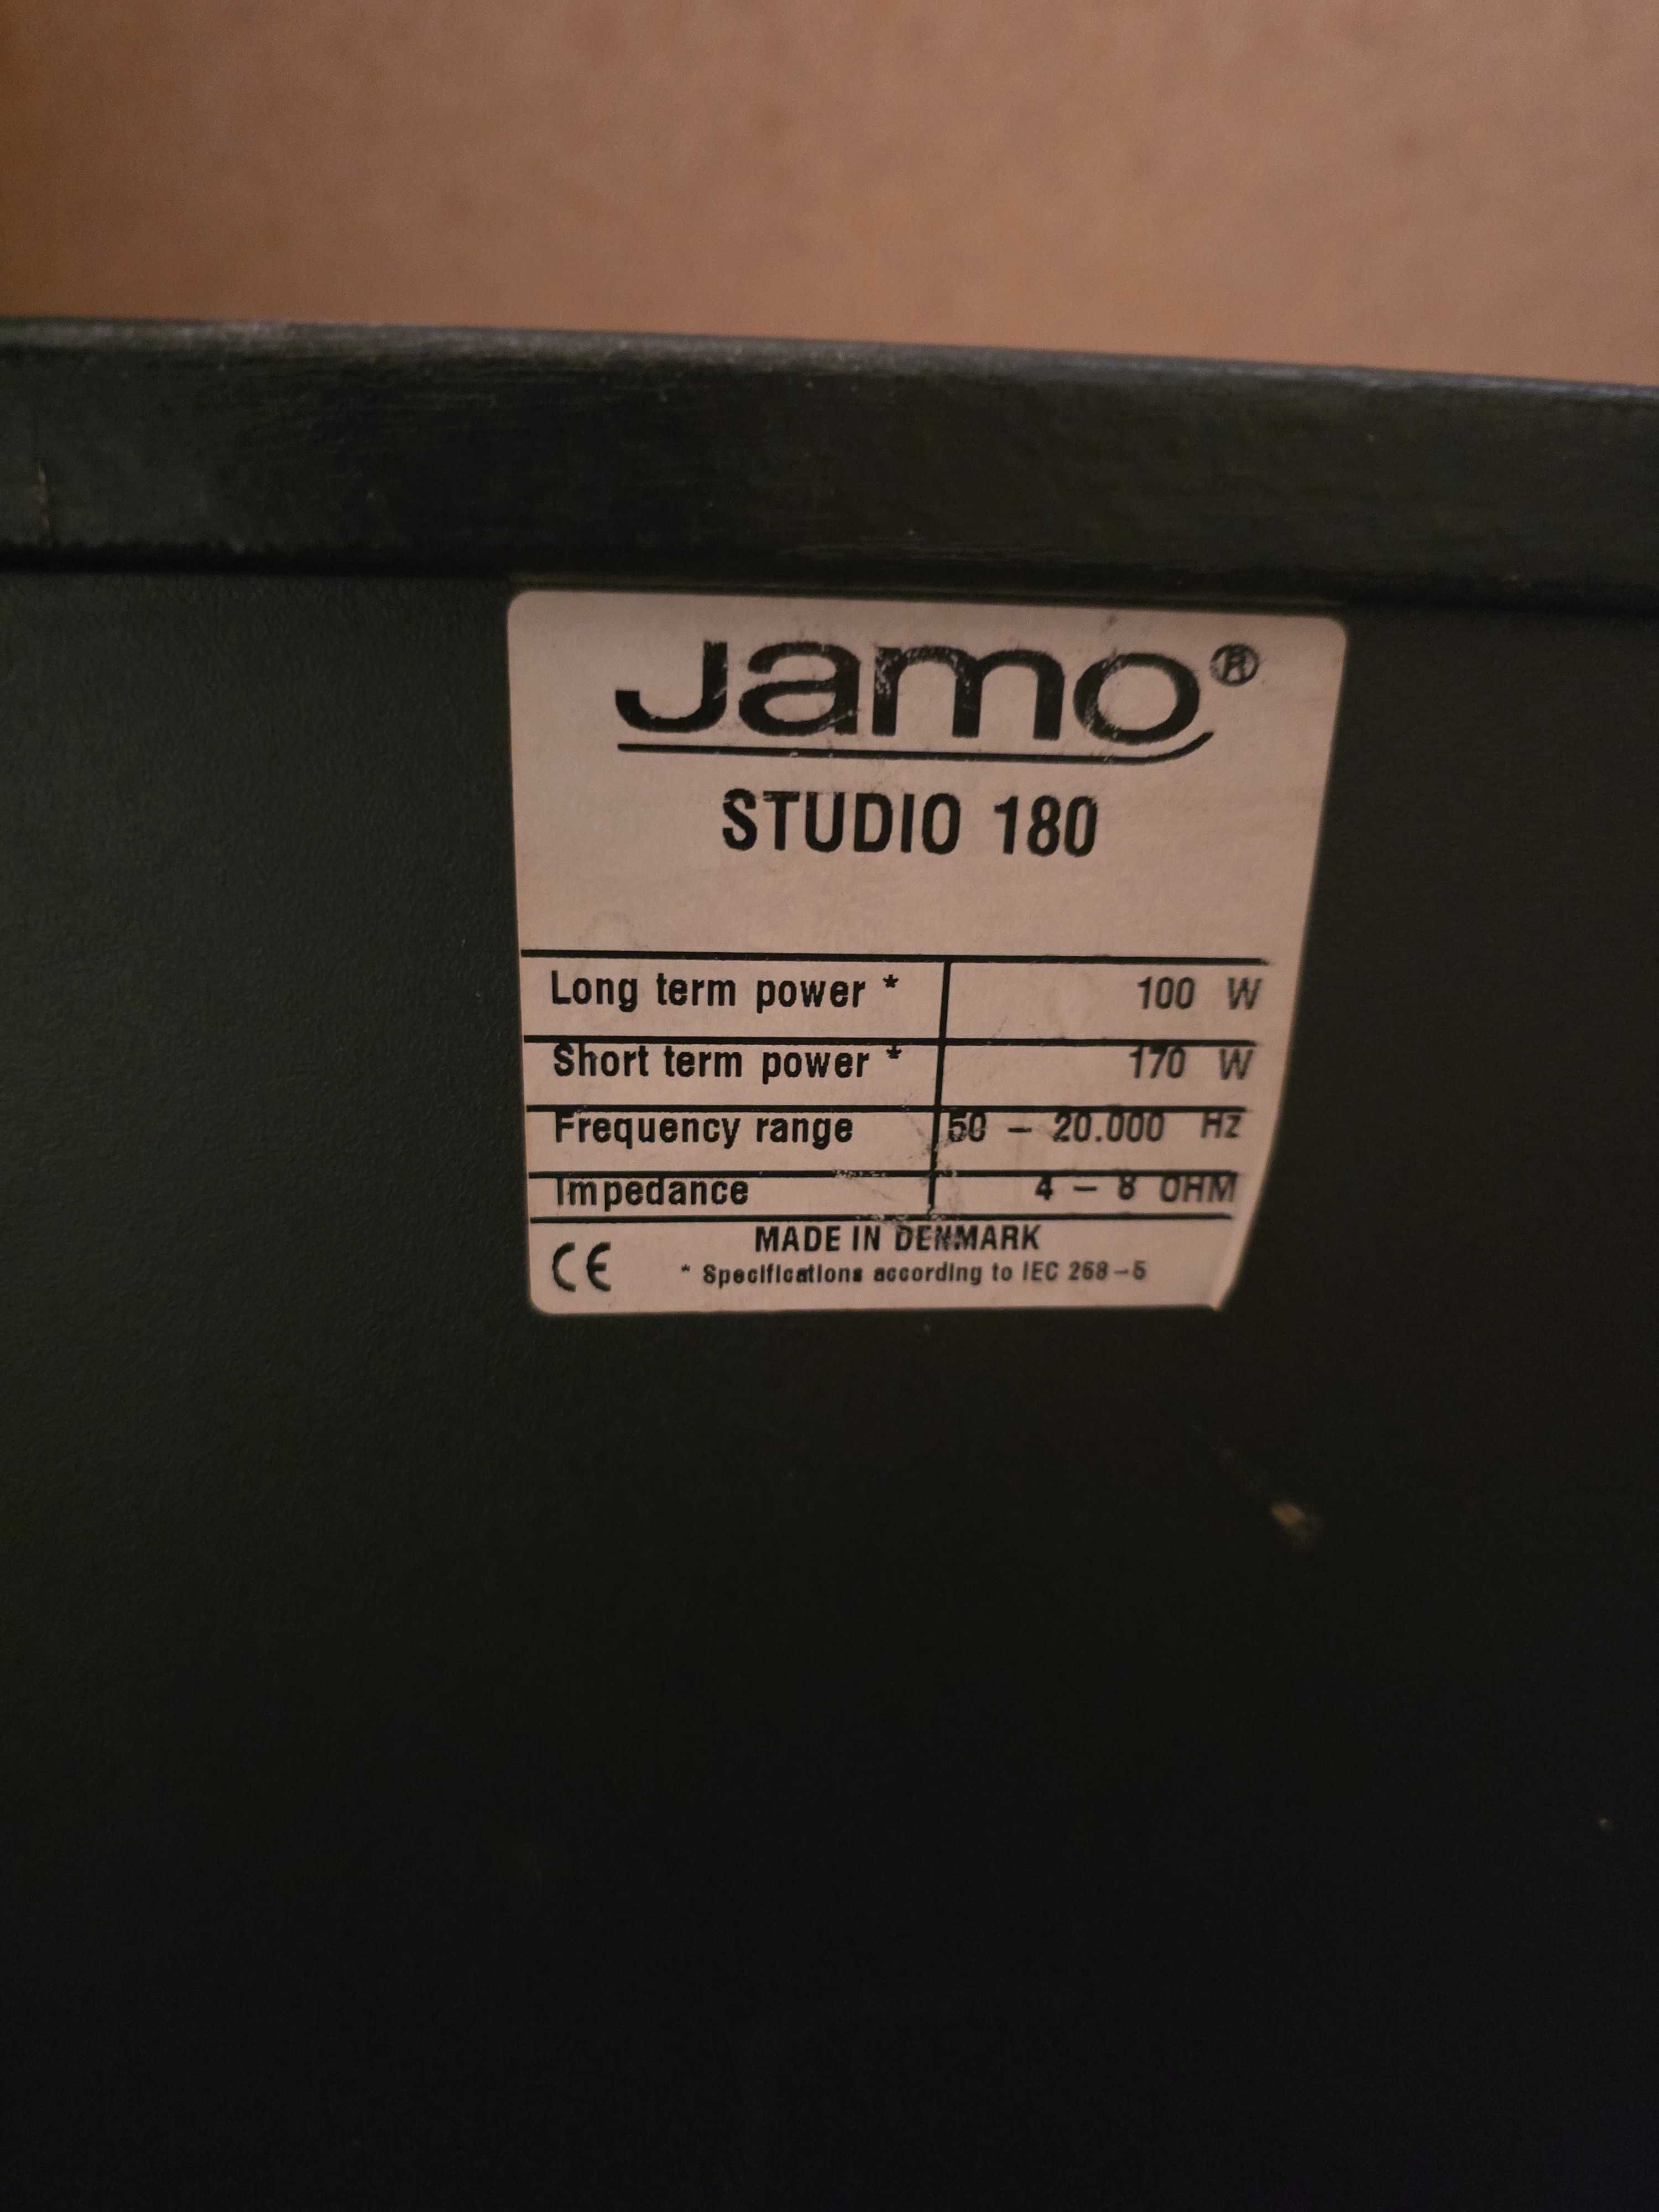 Jamo®
STUDIO 180
Long term power * 100 W
Short term power * 170 W
Frequency range 50 – 20.000 Hz
Impedance 4 – 8 OHM
MADE IN DENMARK
CE * Specifications according to IEC 268–5